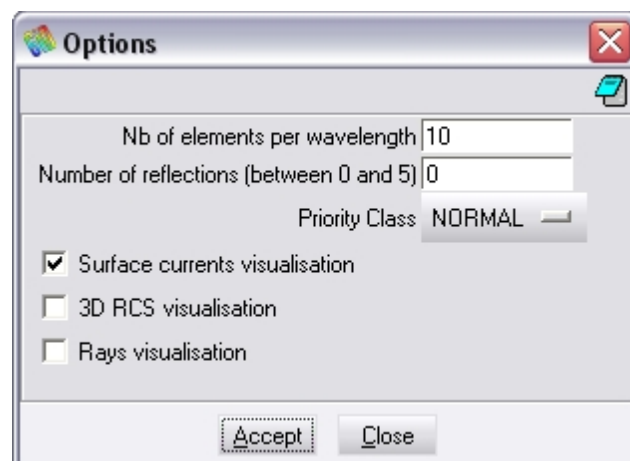 Options
Nb of elements per wavelength 10
Number of reflections (between 0 and 5) 0
Priority Class NORMAL
Surface currents visualisation
3D RCS visualisation
Rays visualisation
Accept Close